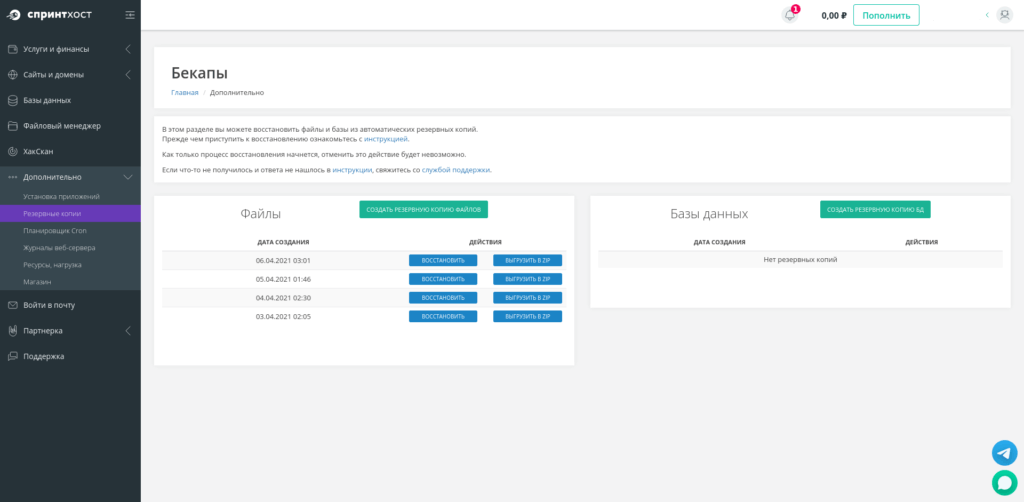 спринтхост
1
0,00 ₽
Пополнить
Услуги и финансы
Сайты и домены
Базы данных
Файловый менеджер
ХакСкан
Дополнительно
Установка приложений
Резервные копии
Планировщик Cron
Журналы веб-сервера
Ресурсы, нагрузка
Магазин
Войти в почту
Партнерка
Поддержка
Бекапы
Главная / Дополнительно
В этом разделе вы можете восстановить файлы и базы из автоматических резервных копий.
Прежде чем приступить к восстановлению ознакомьтесь с инструкцией.
Как только процесс восстановления начнется, отменить это действие будет невозможно.
Если что-то не получилось и ответа не нашлось в инструкции, свяжитесь со службой поддержки.
Файлы
СОЗДАТЬ РЕЗЕРВНУЮ КОПИЮ ФАЙЛОВ
ДАТА СОЗДАНИЯ ДЕЙСТВИЯ
06.04.2021 03:01 ВОССТАНОВИТЬ ВЫГРУЗИТЬ В ZIP
05.04.2021 01:46 ВОССТАНОВИТЬ ВЫГРУЗИТЬ В ZIP
04.04.2021 02:30 ВОССТАНОВИТЬ ВЫГРУЗИТЬ В ZIP
03.04.2021 02:05 ВОССТАНОВИТЬ ВЫГРУЗИТЬ В ZIP
Базы данных
СОЗДАТЬ РЕЗЕРВНУЮ КОПИЮ БД
ДАТА СОЗДАНИЯ ДЕЙСТВИЯ
Нет резервных копий